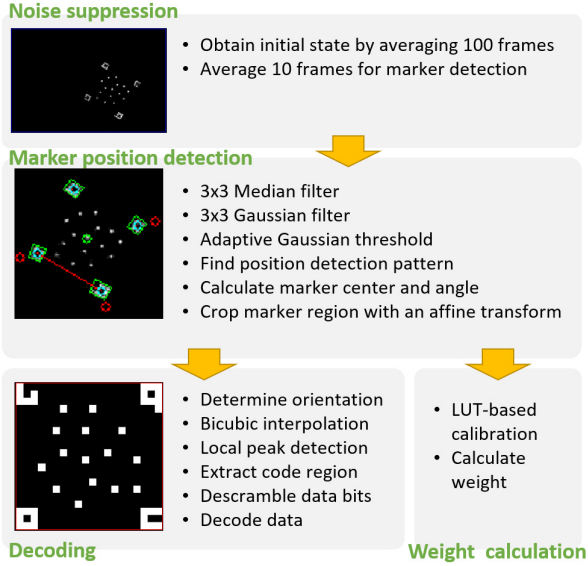 Noise suppression
• Obtain initial state by averaging 100 frames
• Average 10 frames for marker detection
Marker position detection
• 3x3 Median filter
• 3x3 Gaussian filter
• Adaptive Gaussian threshold
• Find position detection pattern
• Calculate marker center and angle
• Crop marker region with an affine transform
• Determine orientation
• Bicubic interpolation
• Local peak detection
• Extract code region
• Descramble data bits
• Decode data
Decoding
• LUT-based
calibration
• Calculate
weight
Weight calculation